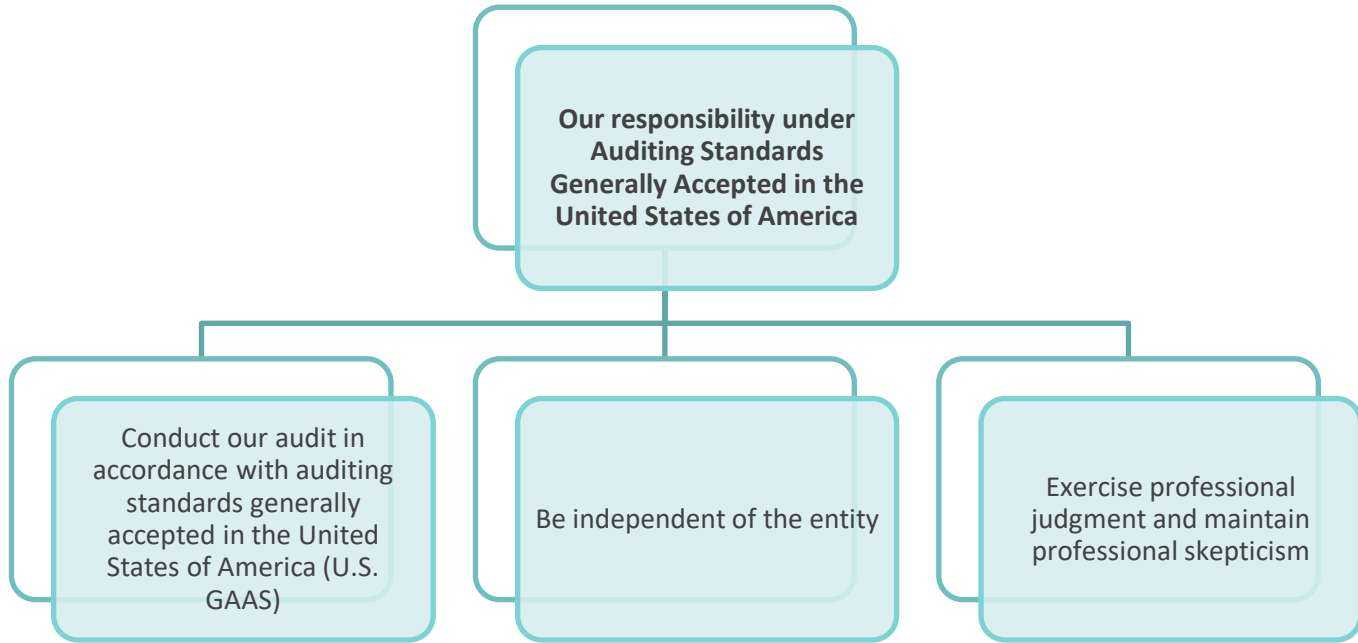 Our responsibility under
Auditing Standards
Generally Accepted in the
United States of America
Conduct our audit in
accordance with auditing
standards generally
accepted in the United
States of America (U.S.
GAAS)
Be independent of the entity
Exercise professional
judgment and maintain
professional skepticism